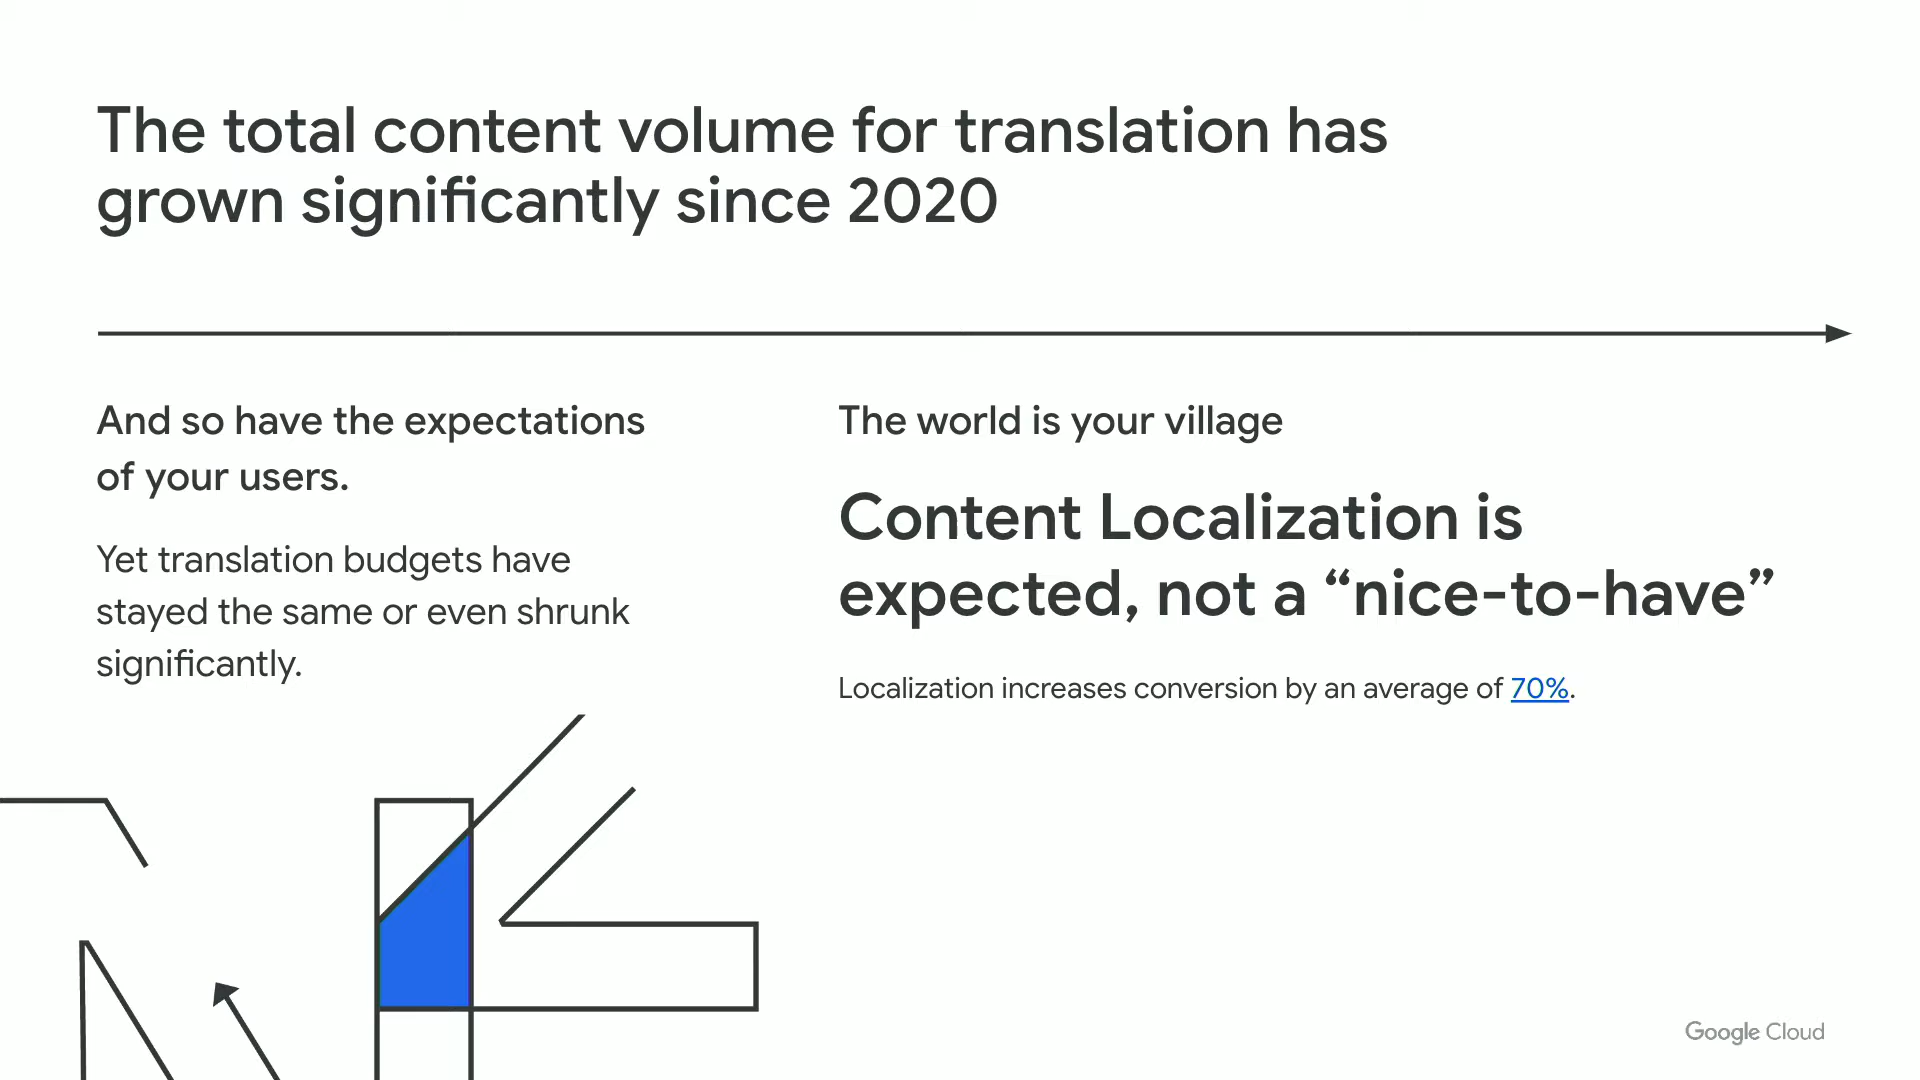 The total content volume for translation has
grown significantly since 2020
And so have the expectations
of your users.
Yet translation budgets have
stayed the same or even shrunk
significantly.
The world is your village
Content Localization is
expected, not a “nice-to-have”
Localization increases conversion by an average of 70%.
Google Cloud